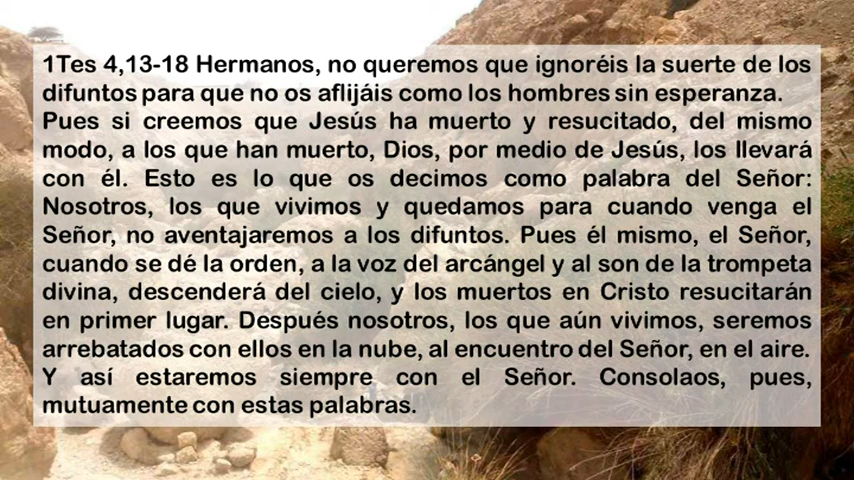 1Tes 4,13-18 Hermanos, no queremos que ignoréis la suerte de los
difuntos para que no os aflijáis como los hombres sin esperanza.
Pues si creemos que Jesús ha muerto y resucitado, del mismo
modo, a los que han muerto, Dios, por medio de Jesús, los llevará
con él. Esto es lo que os decimos como palabra del Señor:
Nosotros, los que vivimos y quedamos para cuando venga el
Señor, no aventajaremos a los difuntos. Pues él mismo, el Señor,
cuando se dé la orden, a la voz del arcángel y al son de la trompeta
divina, descenderá del cielo, y los muertos en Cristo resucitarán
en primer lugar. Después nosotros, los que aún vivimos, seremos
arrebatados con ellos en la nube, al encuentro del Señor, en el aire.
Y así estaremos siempre con el Señor. Consolaos, pues,
mutuamente con estas palabras.